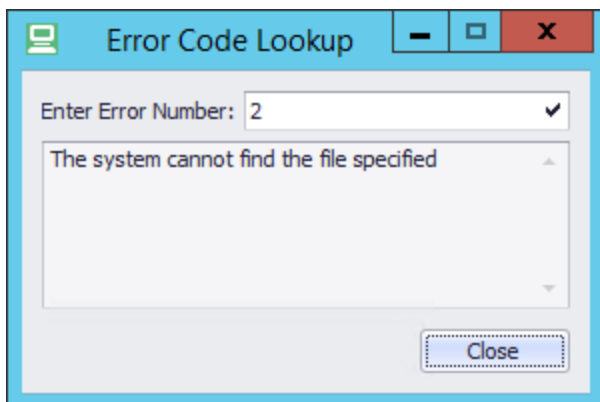 Error Code Lookup
Enter Error Number: 2
The system cannot find the file specified
Close